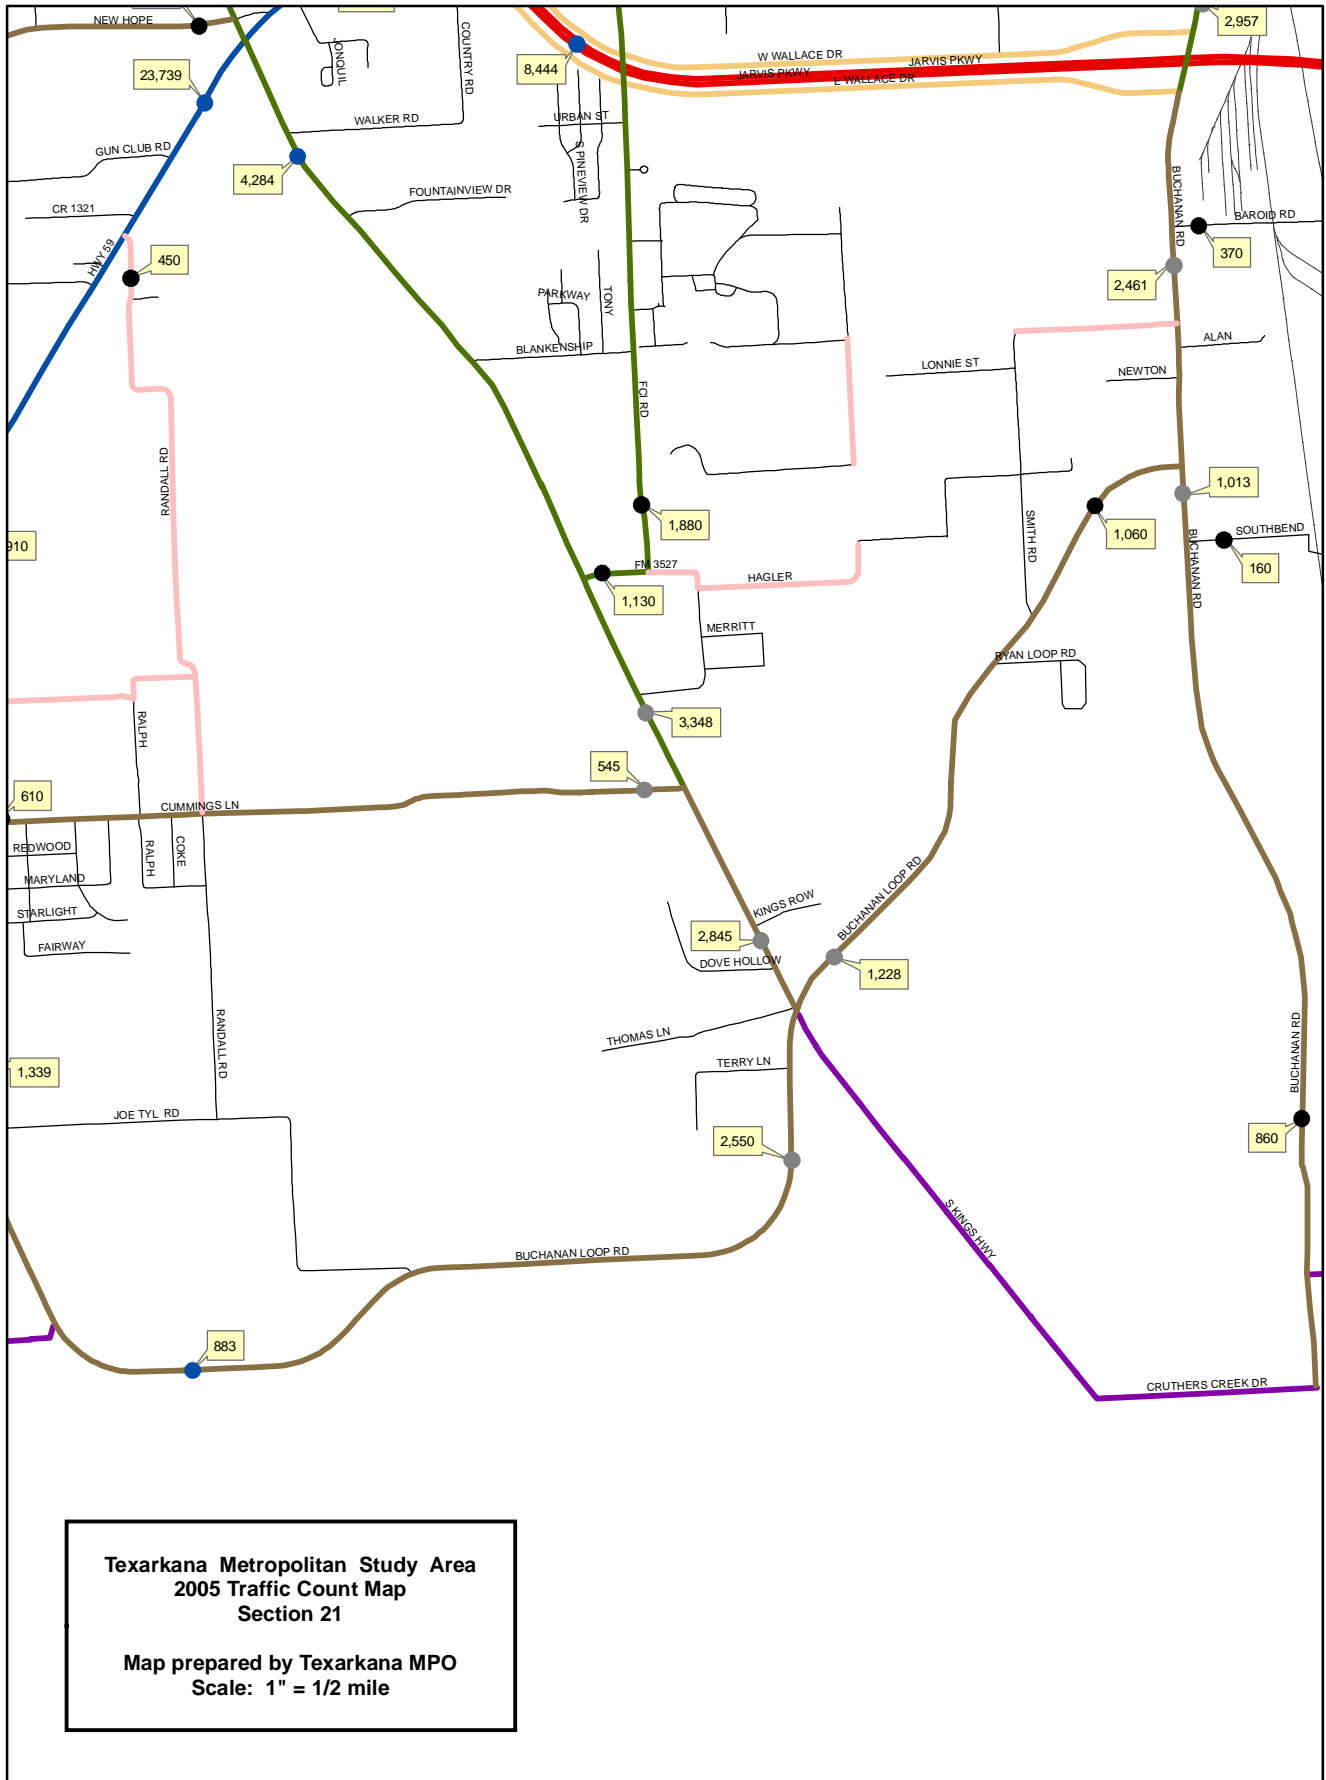 NEW HOPE
2,957
23,739
JONQUIL
COUNTRY RD
8,444
W WALLACE DR
JARVIS PKWY
JARVIS PKWY
E WALLACE DR
WALKER RD
URBAN ST
GUN CLUB RD
4,284
S PINEVIEW DR
FOUNTAINVIEW DR
BUCHANAN RD
CR 1321
BAROID RD
HWY 59
450
370
2,461
PARKWAY
TONY
BLANKENSHIP
ALAN
LONNIE ST
NEWTON
FCI RD
RANDALL RD
1,880
1,013
SMITH RD
1,060
BUCHANAN RD
SOUTHBEND
910
160
FM 3527
HAGLER
1,130
MERRITT
RYAN LOOP RD
RALPH
3,348
545
610
CUMMINGS LN
REDWOOD
RALPH
COKE
MARYLAND
STARLIGHT
FAIRWAY
BUCHANAN LOOP RD
KINGS ROW
2,845
DOVE HOLLOW
1,228
RANDALL RD
THOMAS LN
TERRY LN
BUCHANAN RD
1,339
JOE TYL RD
2,550
860
S KINGS HWY
BUCHANAN LOOP RD
883
CRUTHERS CREEK DR
Texarkana Metropolitan Study Area
2005 Traffic Count Map
Section 21
Map prepared by Texarkana MPO
Scale: 1" = 1/2 mile